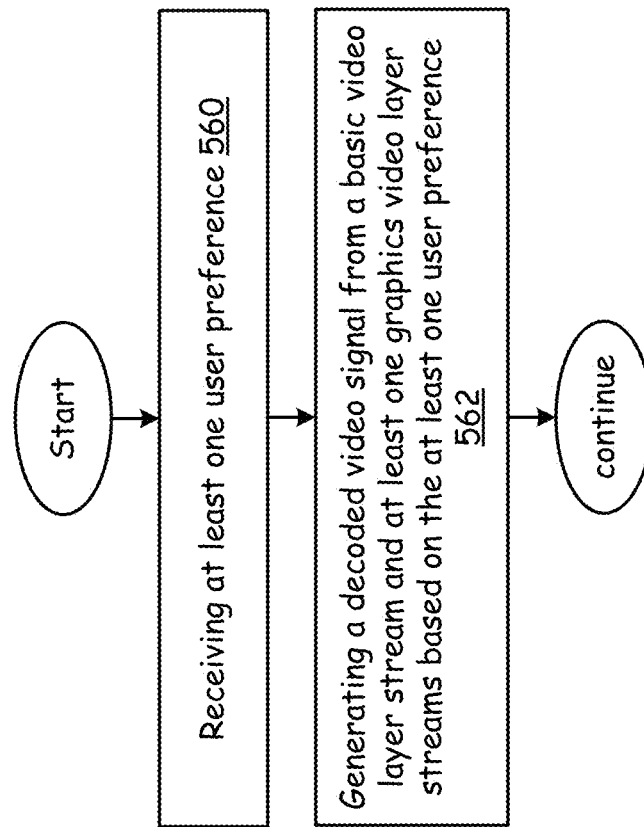 Start
Receiving at least one user preference 560
Generating a decoded video signal from a basic video
layer stream and at least one graphics video layer
streams based on the at least one user preference
562
continue